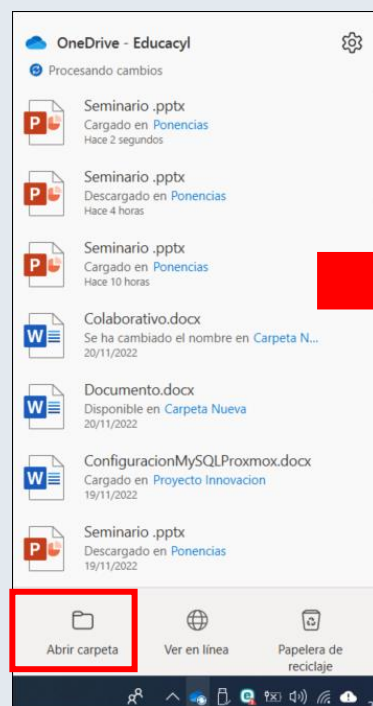 OneDrive - Educacyl
Procesando cambios
Seminario .pptx
Cargado en Ponencias
Hace 2 segundos
Seminario .pptx
Descargado en Ponencias
Hace 4 horas
Seminario .pptx
Cargado en Ponencias
Hace 10 horas
Colaborativo.docx
Se ha cambiado el nombre en Carpeta N...
20/11/2022
Documento.docx
Disponible en Carpeta Nueva
20/11/2022
ConfiguracionMySQLProxmox.docx
Cargado en Proyecto Innovacion
19/11/2022
Seminario .pptx
Descargado en Ponencias
19/11/2022
Abrir carpeta
Ver en línea
Papelera de
reciclaje